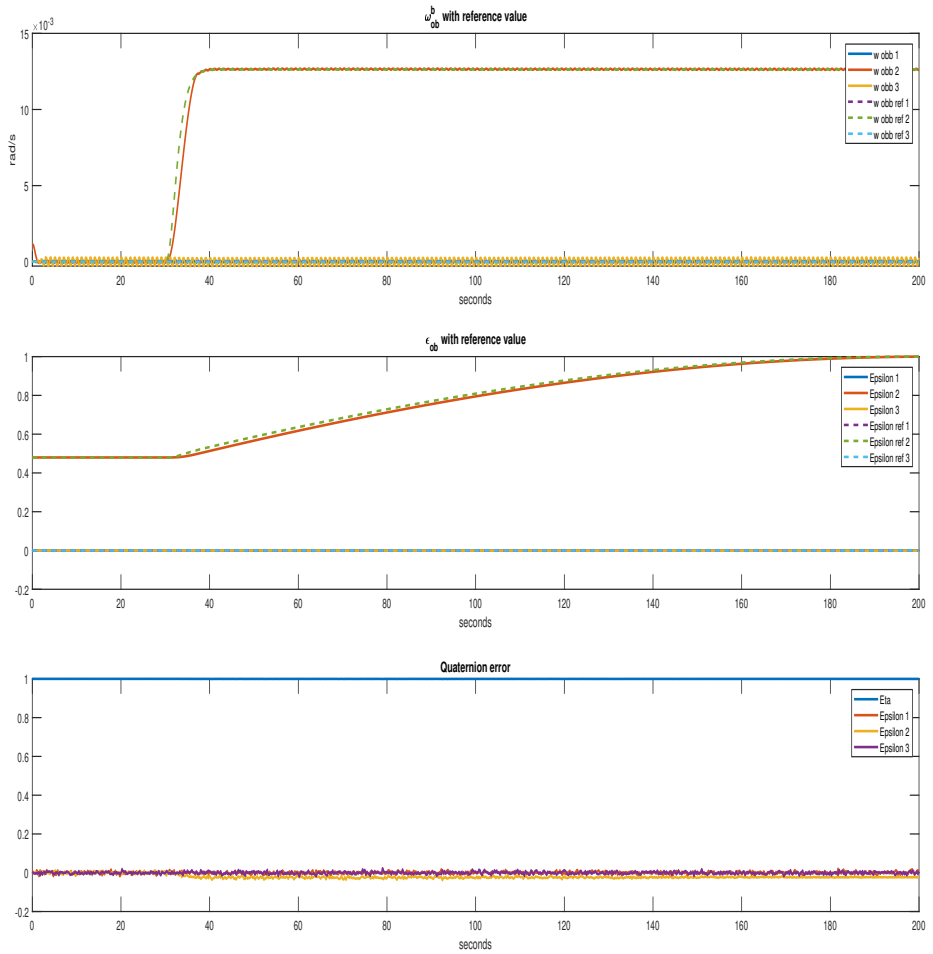 ω_ob^b with reference value
×10^-3
15
10
5
0
rad/s
0 20 40 60 80 100 120 140 160 180 200
seconds
w obb 1
w obb 2
w obb 3
w obb ref 1
w obb ref 2
w obb ref 3
ϵ_ob with reference value
1
0.8
0.6
0.4
0.2
0
-0.2
0 20 40 60 80 100 120 140 160 180 200
seconds
Epsilon 1
Epsilon 2
Epsilon 3
Epsilon ref 1
Epsilon ref 2
Epsilon ref 3
Quaternion error
1
0.8
0.6
0.4
0.2
0
-0.2
0 20 40 60 80 100 120 140 160 180 200
seconds
Eta
Epsilon 1
Epsilon 2
Epsilon 3